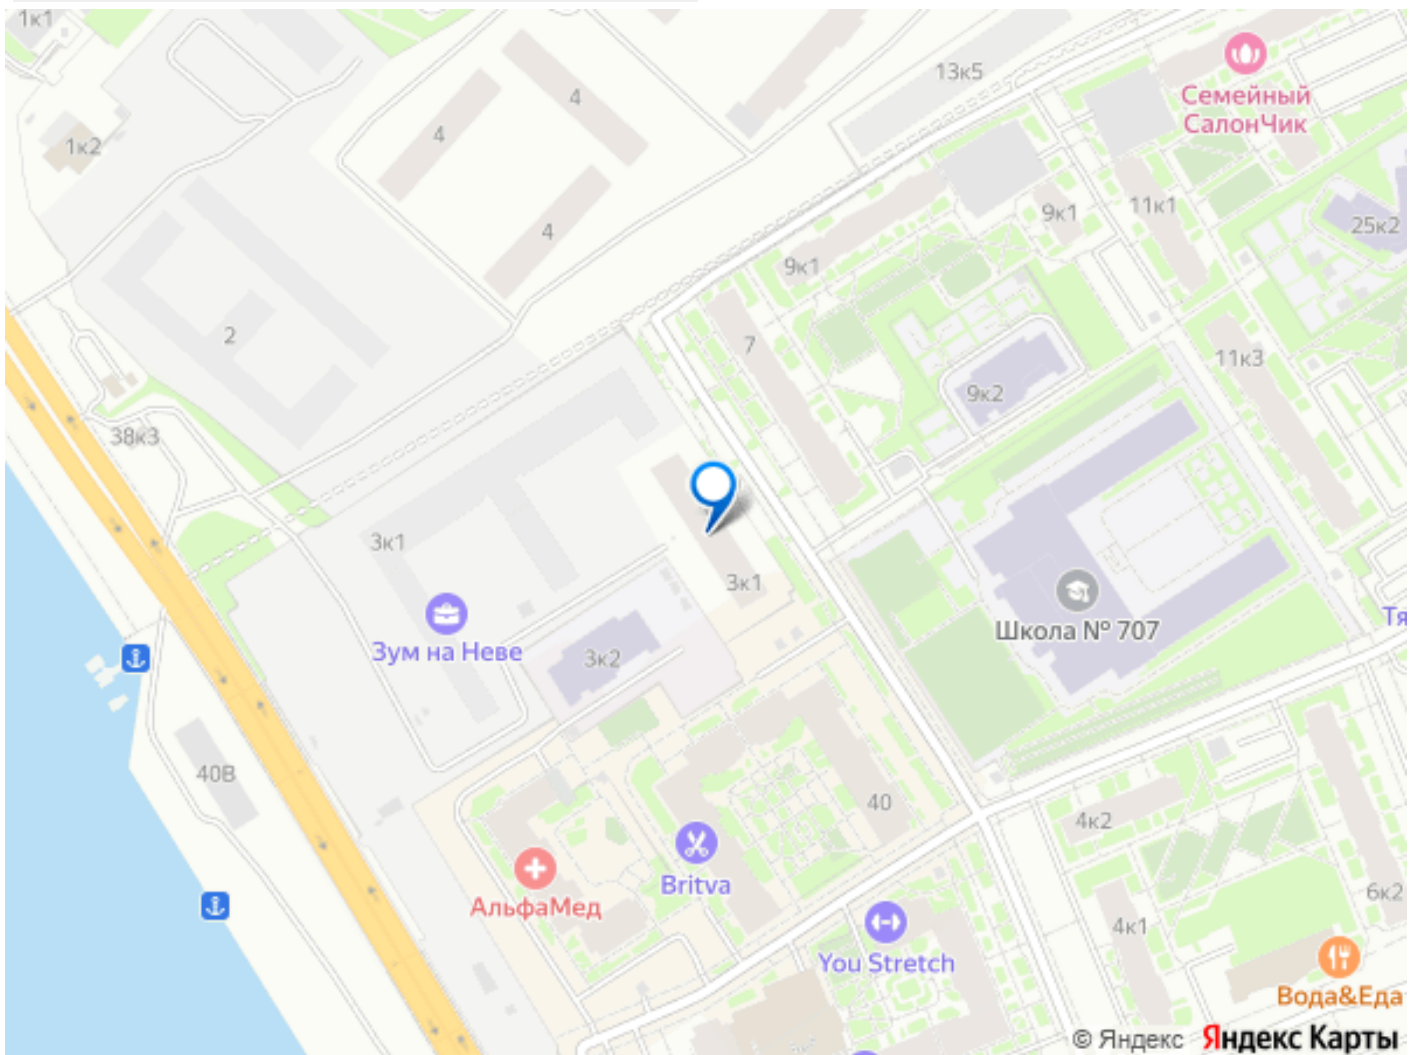 1к1
13к5
Семейный
СалонЧик
4
4
1к2
4
9к1
11к1
25к2
9к1
2
7
11к3
9к2
38к3
3к1
3к1
Школа № 707
Тя
Зум на Неве
3к2
40В
40
4к2
Britva
АльфаМед
6к2
4к1
You Stretch
Вода&Еда
© Яндекс Яндекс Карты